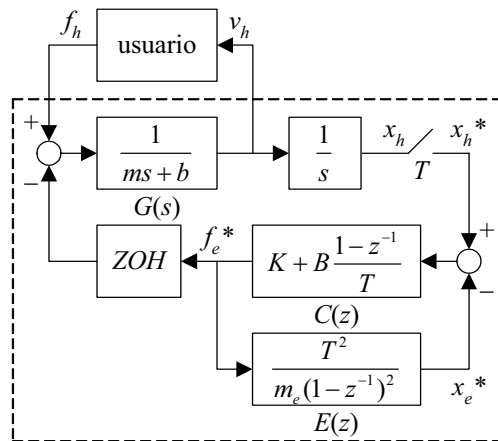 f_h
usuario
v_h
+
−
1
ms + b
G(s)
1
s
x_h
T
x_h*
+
−
ZOH
f_e*
K + B (1 − z^{-1}) / T
C(z)
T^2
m_e(1 − z^{-1})^2
E(z)
x_e*